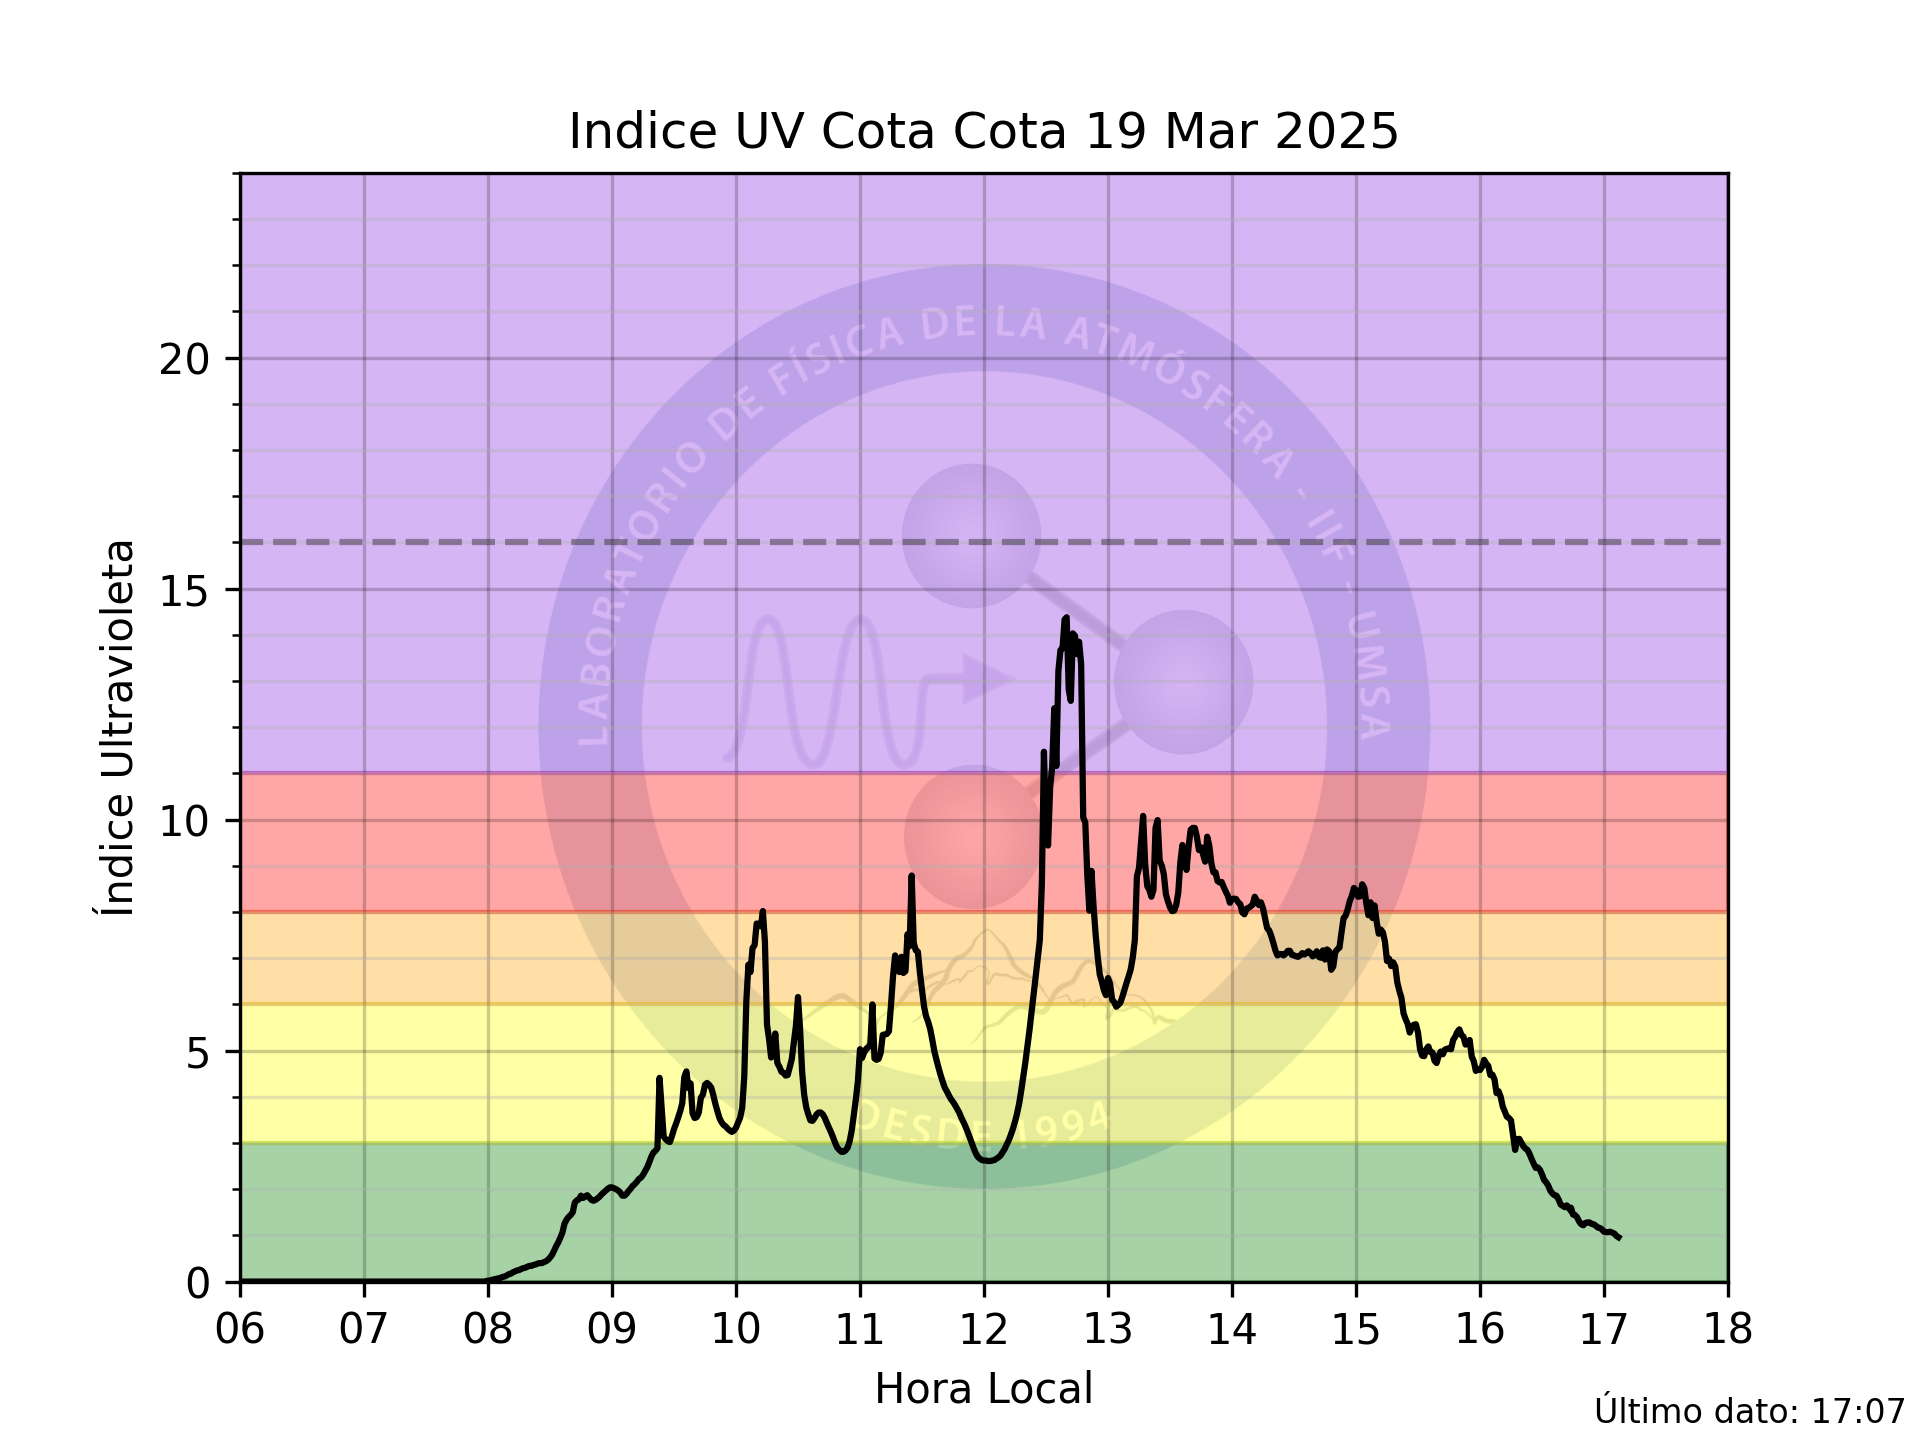 Indice UV Cota Cota 19 Mar 2025
LABORATORIO DE FÍSICA DE LA ATMÓSFERA - IIF - UMSA
DESDE 1994
Índice Ultravioleta
20
15
10
5
0
06 07 08 09 10 11 12 13 14 15 16 17 18
Hora Local
Último dato: 17:07